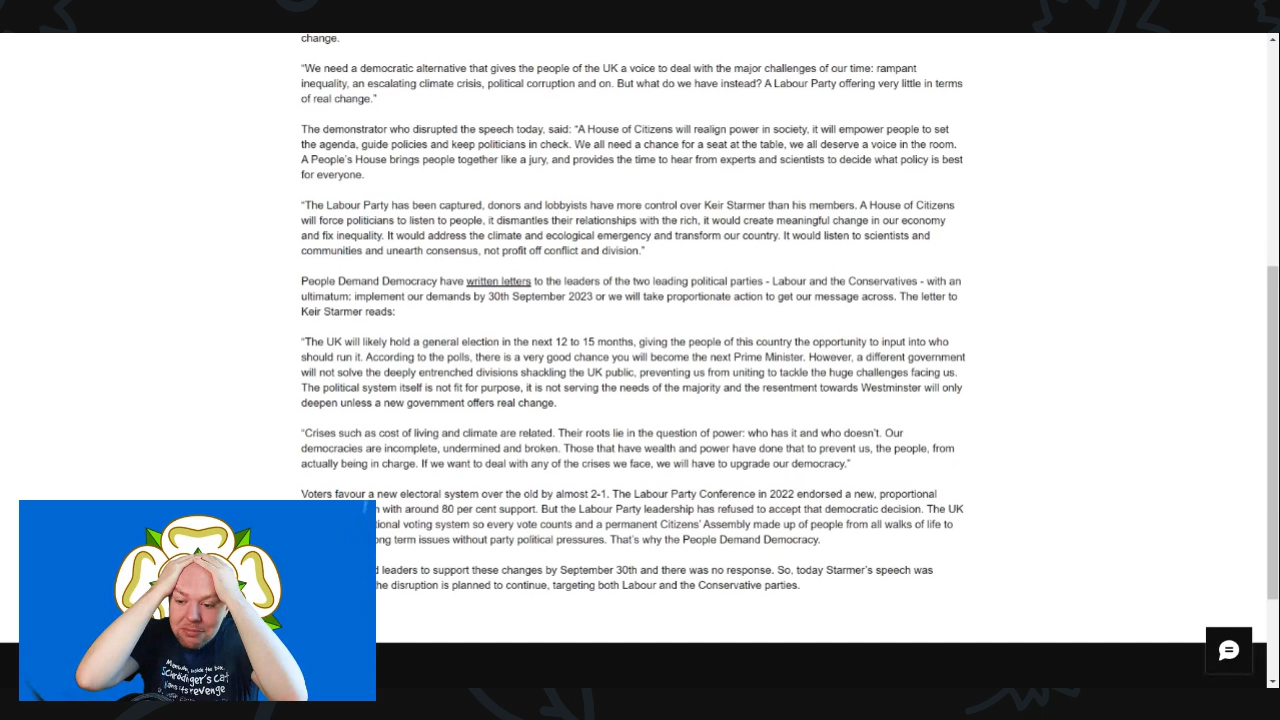 change.
“We need a democratic alternative that gives the people of the UK a voice to deal with the major challenges of our time: rampant
inequality, an escalating climate crisis, political corruption and on. But what do we have instead? A Labour Party offering very little in terms
of real change.”
The demonstrator who disrupted the speech today, said: “A House of Citizens will realign power in society, it will empower people to set
the agenda, guide policies and keep politicians in check. We all need a chance for a seat at the table, we all deserve a voice in the room.
A People’s House brings people together like a jury, and provides the time to hear from experts and scientists to decide what policy is best
for everyone.
“The Labour Party has been captured, donors and lobbyists have more control over Keir Starmer than his members. A House of Citizens
will force politicians to listen to people, it dismantles their relationships with the rich, it would create meaningful change in our economy
and fix inequality. It would address the climate and ecological emergency and transform our country. It would listen to scientists and
communities and unearth consensus, not profit off conflict and division.”
People Demand Democracy have written letters to the leaders of the two leading political parties - Labour and the Conservatives - with an
ultimatum: implement our demands by 30th September 2023 or we will take proportionate action to get our message across. The letter to
Keir Starmer reads:
“The UK will likely hold a general election in the next 12 to 15 months, giving the people of this country the opportunity to input into who
should run it. According to the polls, there is a very good chance you will become the next Prime Minister. However, a different government
will not solve the deeply entrenched divisions shackling the UK public, preventing us from uniting to tackle the huge challenges facing us.
The political system itself is not fit for purpose, it is not serving the needs of the majority and the resentment towards Westminster will only
deepen unless a new government offers real change.
“Crises such as cost of living and climate are related. Their roots lie in the question of power: who has it and who doesn’t. Our
democracies are incomplete, undermined and broken. Those that have wealth and power have done that to prevent us, the people, from
actually being in charge. If we want to deal with any of the crises we face, we will have to upgrade our democracy.”
Voters favour a new electoral system over the old by almost 2-1. The Labour Party Conference in 2022 endorsed a new, proportional
with around 80 per cent support. But the Labour Party leadership has refused to accept that democratic decision. The UK
tional voting system so every vote counts and a permanent Citizens’ Assembly made up of people from all walks of life to
ong term issues without party political pressures. That’s why the People Demand Democracy.
leaders to support these changes by September 30th and there was no response. So, today Starmer’s speech was
he disruption is planned to continue, targeting both Labour and the Conservative parties.
Schrödinger's Cat
revenge